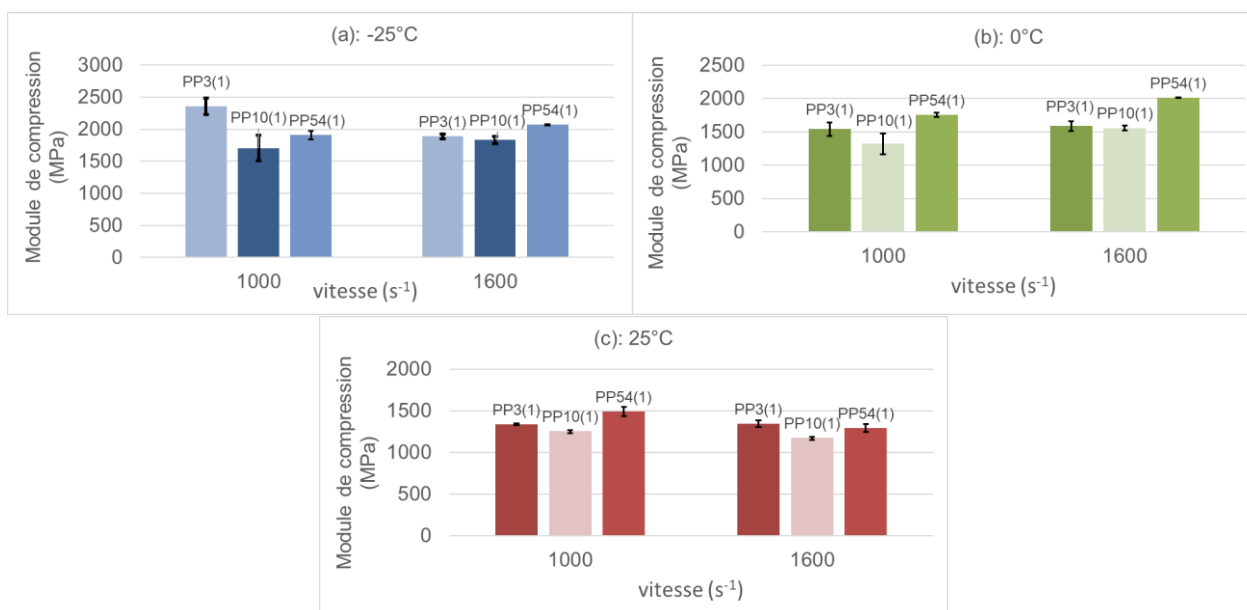 (a): -25°C
Module de compression
(MPa)
3000
2500
2000
1500
1000
500
0
PP3(1)
PP10(1)
PP54(1)
PP3(1)
PP10(1)
PP54(1)
1000
1600
vitesse (s⁻¹)
(b): 0°C
Module de compression
(MPa)
2500
2000
1500
1000
500
0
PP3(1)
PP10(1)
PP54(1)
PP3(1)
PP10(1)
PP54(1)
1000
1600
vitesse (s⁻¹)
(c): 25°C
Module de compression
(MPa)
2000
1500
1000
500
0
PP3(1)
PP10(1)
PP54(1)
PP3(1)
PP10(1)
PP54(1)
1000
1600
vitesse (s⁻¹)